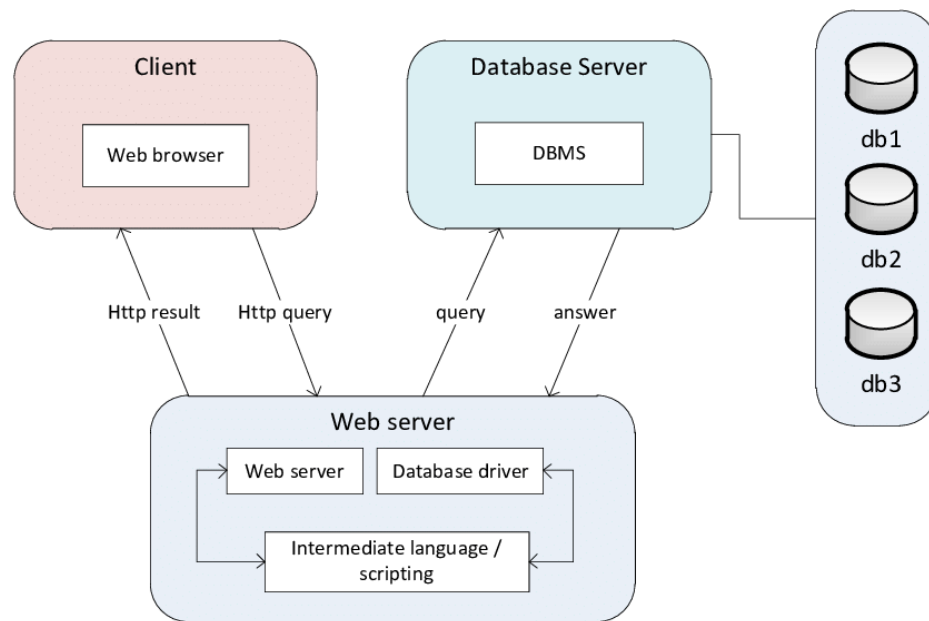 Client
Web browser
Database Server
DBMS
db1
db2
db3
Http result
Http query
query
answer
Web server
Web server
Database driver
Intermediate language /
scripting